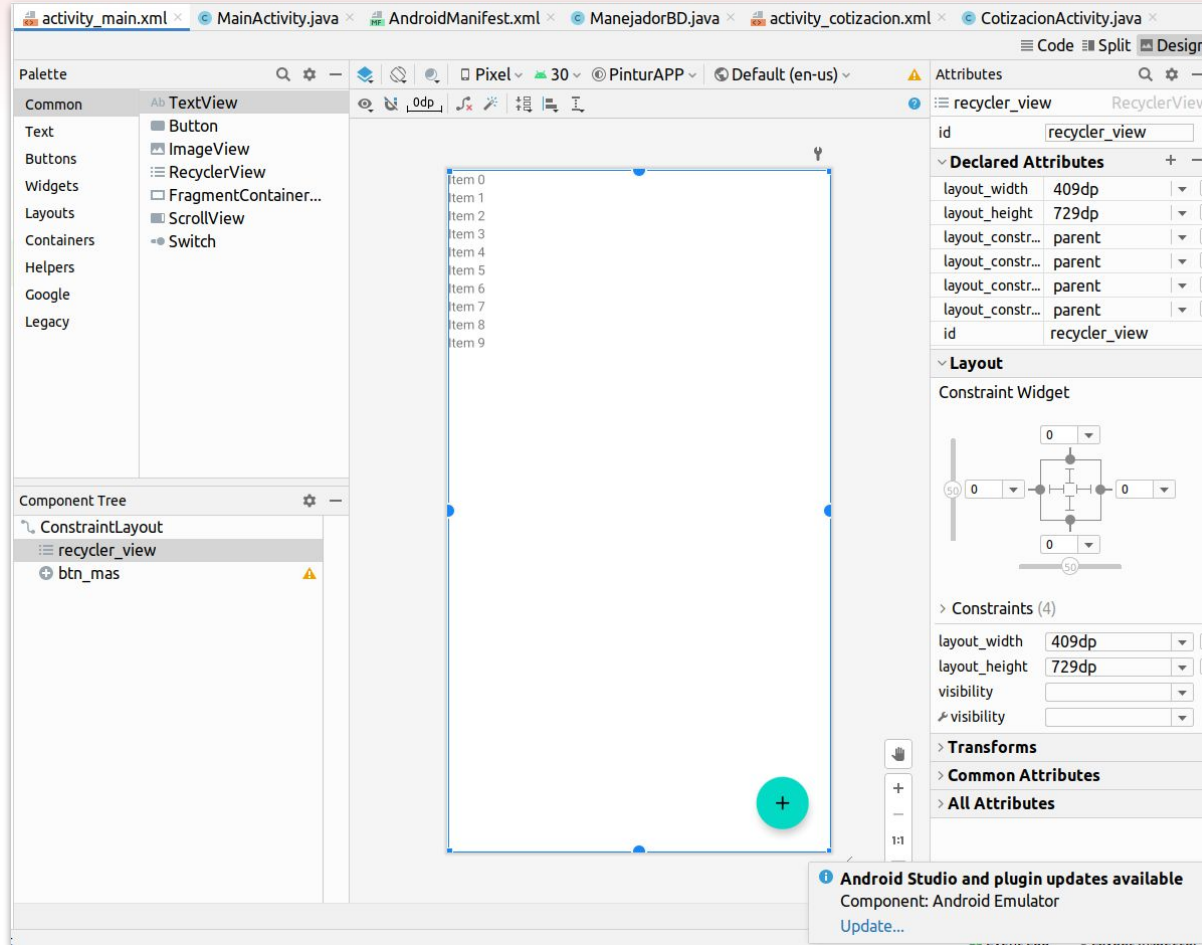 activity_main.xml MainActivity.java AndroidManifest.xml ManejadorBD.java activity_cotizacion.xml CotizacionActivity.java
Code Split Design
Palette
Common
Text
Buttons
Widgets
Layouts
Containers
Helpers
Google
Legacy
Ab TextView
Button
ImageView
RecyclerView
FragmentContainer...
ScrollView
Switch
Pixel 30 PinturAPP Default (en-us)
0dp
Item 0
Item 1
Item 2
Item 3
Item 4
Item 5
Item 6
Item 7
Item 8
Item 9
+
Component Tree
ConstraintLayout
recycler_view
btn_mas
+
1:1
Attributes
recycler_view RecyclerView
id recycler_view
Declared Attributes
layout_width 409dp
layout_height 729dp
layout_constr... parent
layout_constr... parent
layout_constr... parent
layout_constr... parent
id recycler_view
Layout
Constraint Widget
0
50 0 0
0
50
Constraints (4)
layout_width 409dp
layout_height 729dp
visibility
visibility
Transforms
Common Attributes
All Attributes
Android Studio and plugin updates available
Component: Android Emulator
Update...